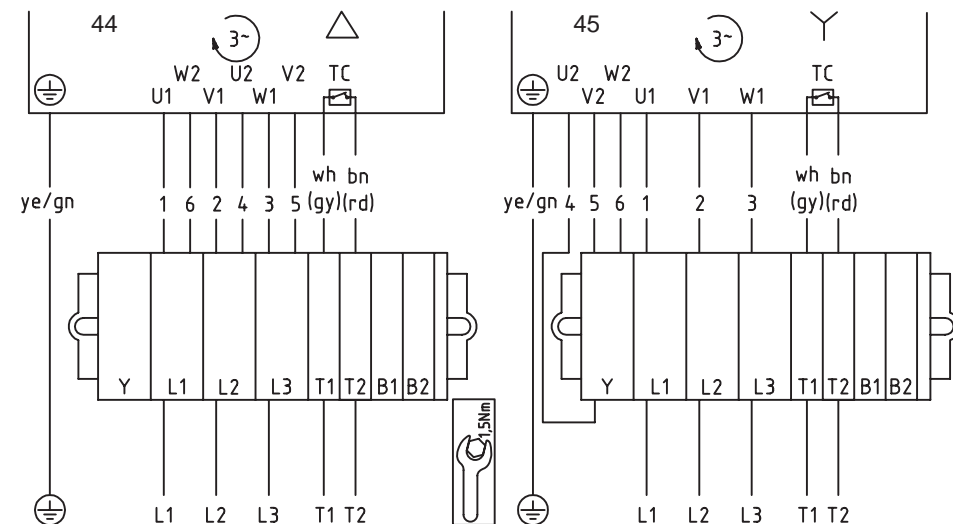 44
3~
W2 U2 V2 TC
U1 V1 W1
wh bn
ye/gn 1 6 2 4 3 5 (gy)(rd)
Y L1 L2 L3 T1 T2 B1 B2
L1 L2 L3 T1 T2
1,5Nm
45
3~
U2 W2 TC
V2 U1 V1 W1
wh bn
ye/gn 4 5 6 1 2 3 (gy)(rd)
Y L1 L2 L3 T1 T2 B1 B2
L1 L2 L3 T1 T2